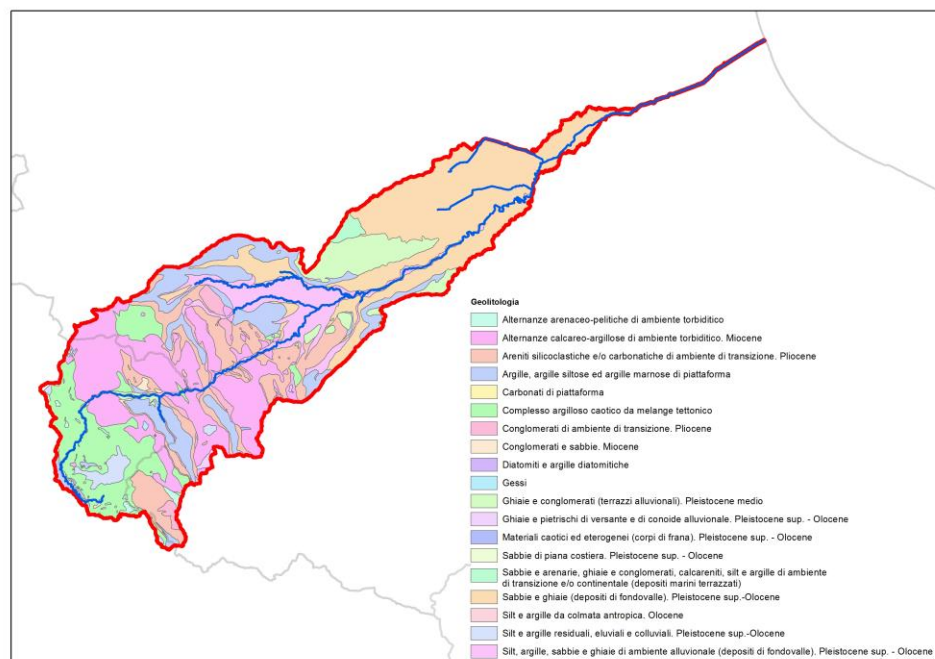 Geolitologia
Alternanze arenaceo-pelitiche di ambiente torbiditico
Alternanze calcareo-argillose di ambiente torbiditico. Miocene
Areniti silicoclastiche e/o carbonatiche di ambiente di transizione. Pliocene
Argille, argille siltose ed argille marnose di piattaforma
Carbonati di piattaforma
Complesso argilloso caotico da melange tettonico
Conglomerati di ambiente di transizione. Pliocene
Conglomerati e sabbie. Miocene
Diatomiti e argille diatomitiche
Gessi
Ghiaie e conglomerati (terrazzi alluvionali). Pleistocene medio
Ghiaie e pietrischi di versante e di conoide alluvionale. Pleistocene sup. - Olocene
Materiali caotici ed eterogenei (corpi di frana). Pleistocene sup. - Olocene
Sabbie di piana costiera. Pleistocene sup. - Olocene
Sabbie e arenarie, ghiaie e conglomerati, calcareniti, silt e argille di ambiente
di transizione e/o continentale (depositi marini terrazzati)
Sabbie e ghiaie (depositi di fondovalle). Pleistocene sup.-Olocene
Silt e argille da colmata antropica. Olocene
Silt e argille residuali, eluviali e colluviali. Pleistocene sup.-Olocene
Silt, argille, sabbie e ghiaie di ambiente alluvionale (depositi di fondovalle). Pleistocene sup. - Olocene